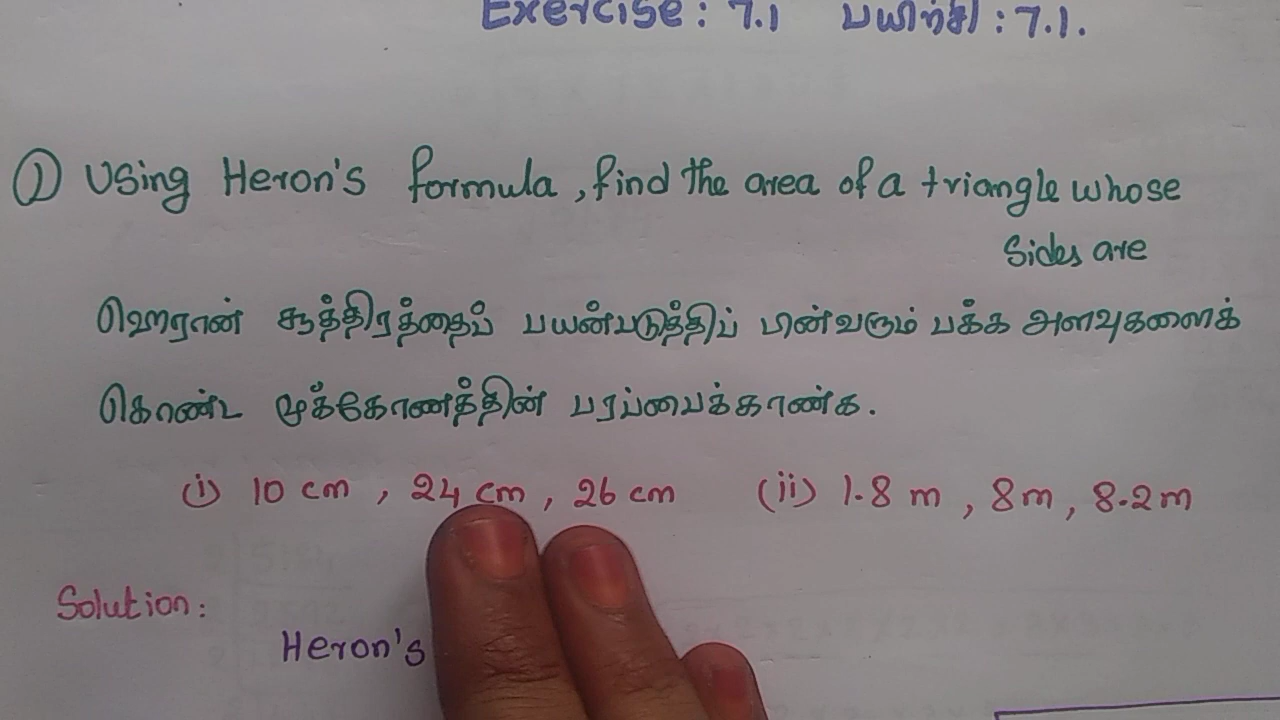 Exercise: 7.1 பயிற்சி: 7.1.
① Using Heron's formula, find the area of a triangle whose
Sides are
ஹெரான் சூத்திரத்தைப் பயன்படுத்திப் பின்வரும் பக்க அளவுகளைக்
கொண்ட முக்கோணத்தின் பரப்பைக்காண்க.
(i) 10 cm, 24 cm, 26 cm (ii) 1.8 m, 8m, 8.2m
Solution:
Heron's